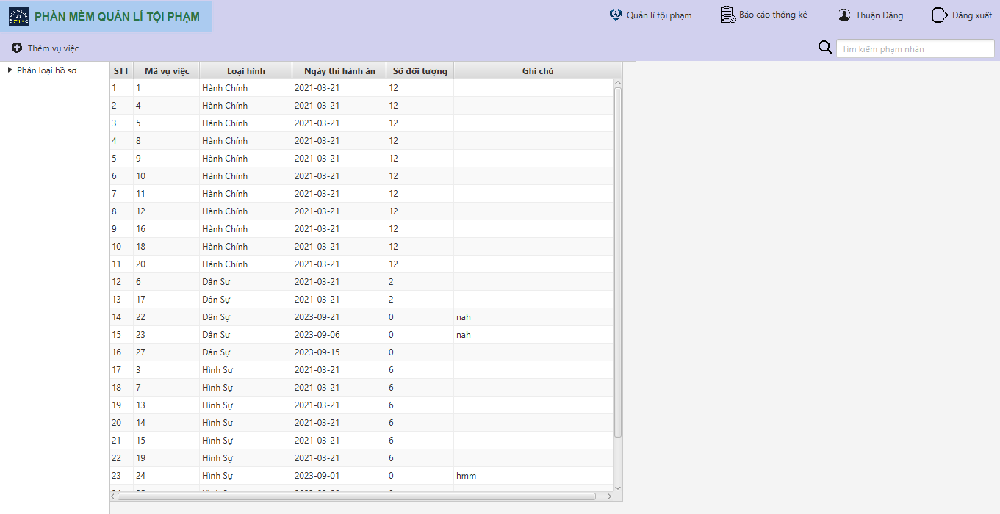 PHẦN MỀM QUẢN LÍ TỘI PHẠM
Quản lí tội phạm
Báo cáo thống kê
Thuận Đặng
Đăng xuất
Thêm vụ việc
Tìm kiếm phạm nhân
Phân loại hồ sơ
STT Mã vụ việc Loại hình Ngày thi hành án Số đối tượng Ghi chú
1 1 Hành Chính 2021-03-21 12
2 4 Hành Chính 2021-03-21 12
3 5 Hành Chính 2021-03-21 12
4 8 Hành Chính 2021-03-21 12
5 9 Hành Chính 2021-03-21 12
6 10 Hành Chính 2021-03-21 12
7 11 Hành Chính 2021-03-21 12
8 12 Hành Chính 2021-03-21 12
9 16 Hành Chính 2021-03-21 12
10 18 Hành Chính 2021-03-21 12
11 20 Hành Chính 2021-03-21 12
12 6 Dân Sự 2021-03-21 2
13 17 Dân Sự 2021-03-21 2
14 22 Dân Sự 2023-09-21 0 nah
15 23 Dân Sự 2023-09-06 0 nah
16 27 Dân Sự 2023-09-15 0
17 3 Hình Sự 2021-03-21 6
18 7 Hình Sự 2021-03-21 6
19 13 Hình Sự 2021-03-21 6
20 14 Hình Sự 2021-03-21 6
21 15 Hình Sự 2021-03-21 6
22 19 Hình Sự 2021-03-21 6
23 24 Hình Sự 2023-09-01 0 hmm